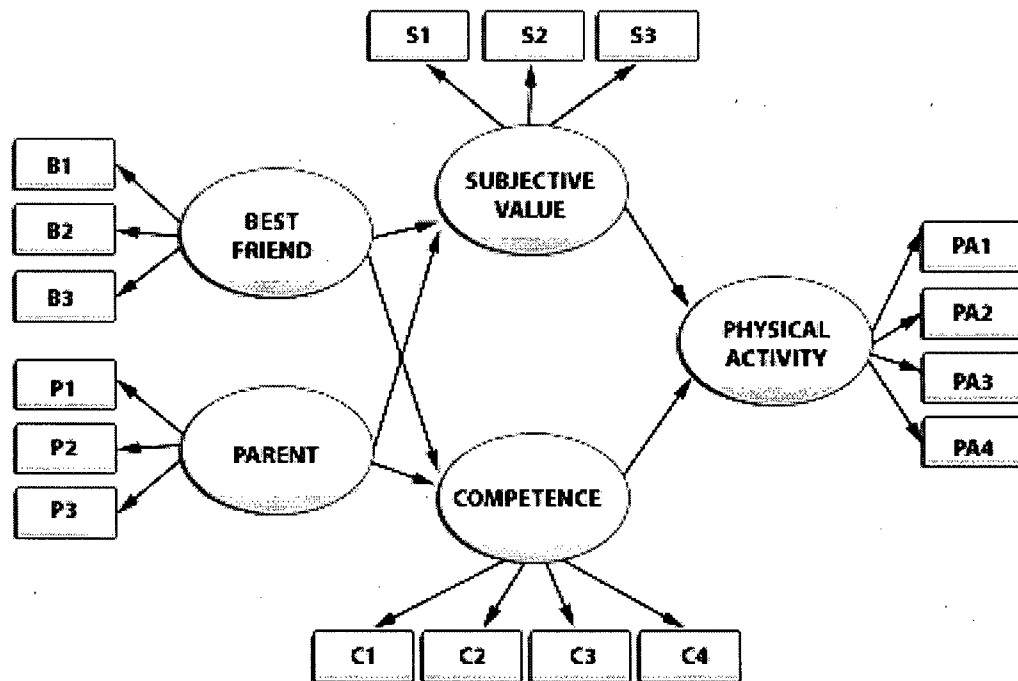 S1
S2
S3
B1
B2
B3
BEST
FRIEND
SUBJECTIVE
VALUE
PHYSICAL
ACTIVITY
PA1
PA2
PA3
PA4
P1
P2
P3
PARENT
COMPETENCE
C1
C2
C3
C4